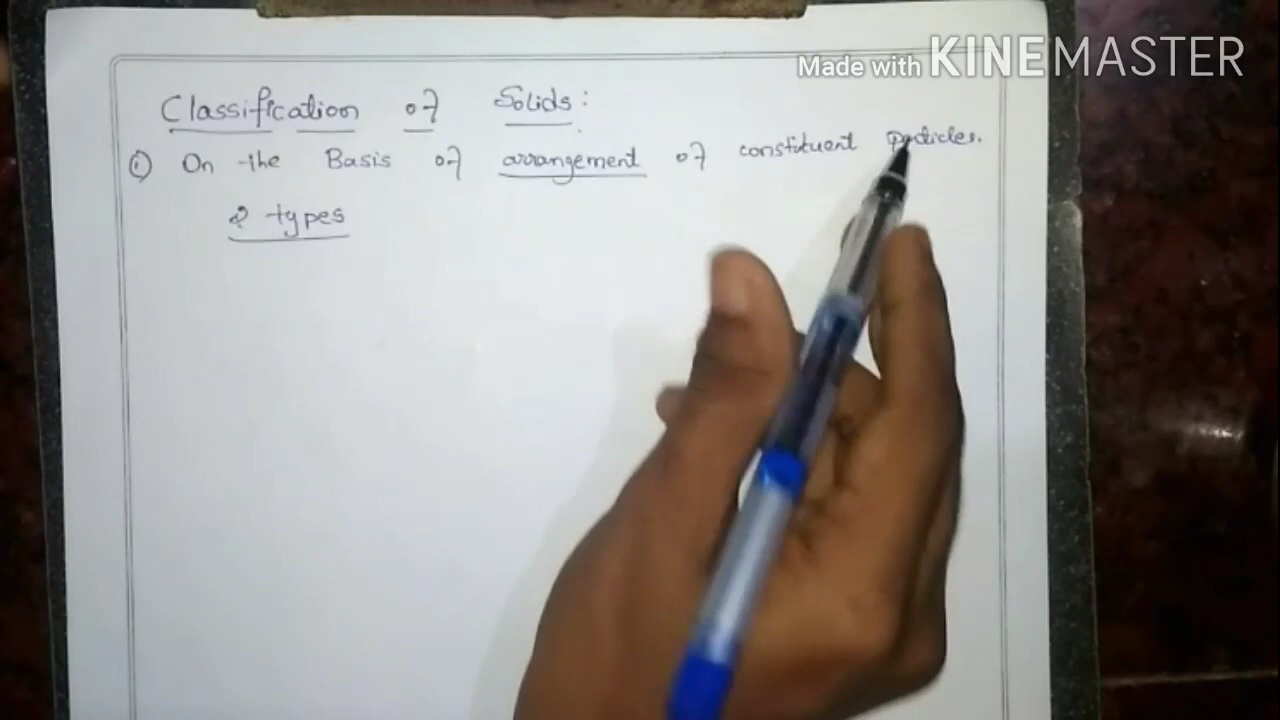 Made with KINEMASTER
Classification of Solids:
(i) On the Basis of arrangement of constituent particles.
2 types